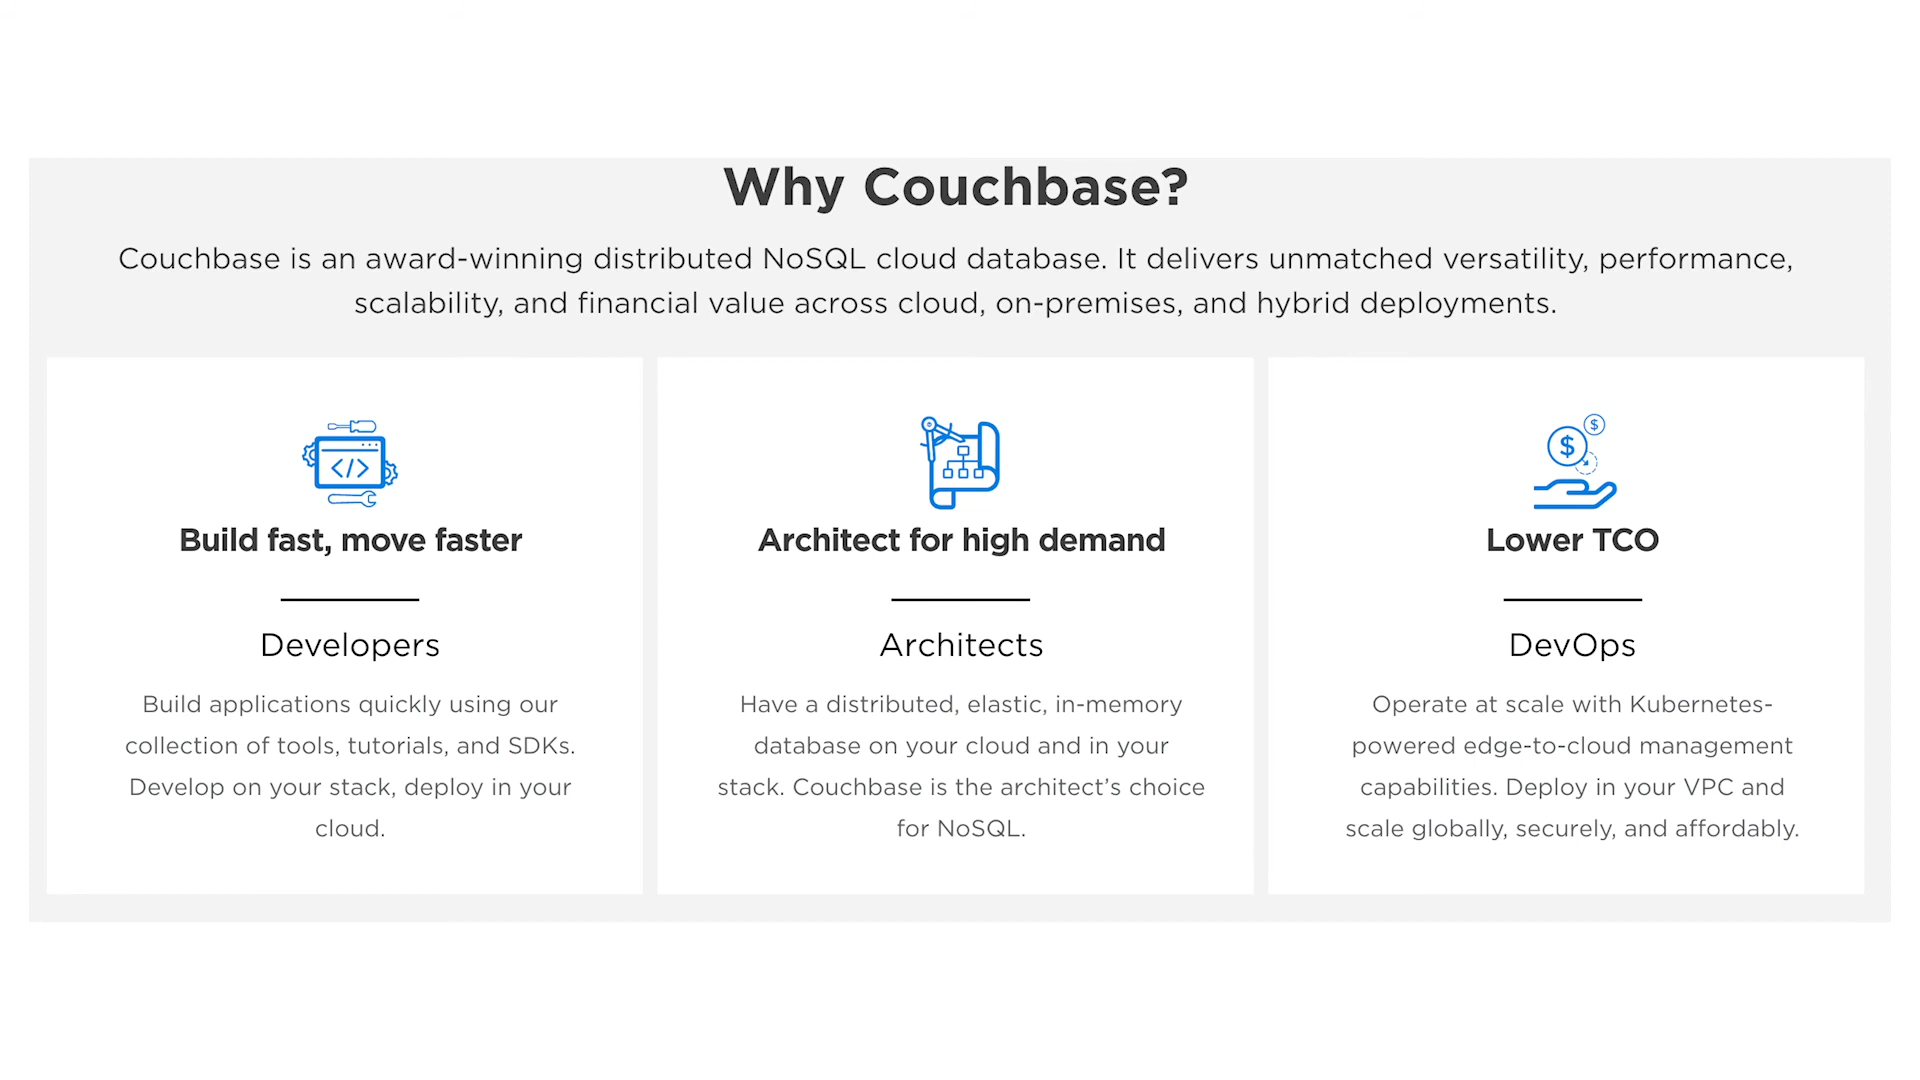 Why Couchbase?
Couchbase is an award-winning distributed NoSQL cloud database. It delivers unmatched versatility, performance,
scalability, and financial value across cloud, on-premises, and hybrid deployments.
</>
Build fast, move faster
Developers
Build applications quickly using our
collection of tools, tutorials, and SDKs.
Develop on your stack, deploy in your
cloud.
Architect for high demand
Architects
Have a distributed, elastic, in-memory
database on your cloud and in your
stack. Couchbase is the architect’s choice
for NoSQL.
$
$
Lower TCO
DevOps
Operate at scale with Kubernetes-
powered edge-to-cloud management
capabilities. Deploy in your VPC and
scale globally, securely, and affordably.